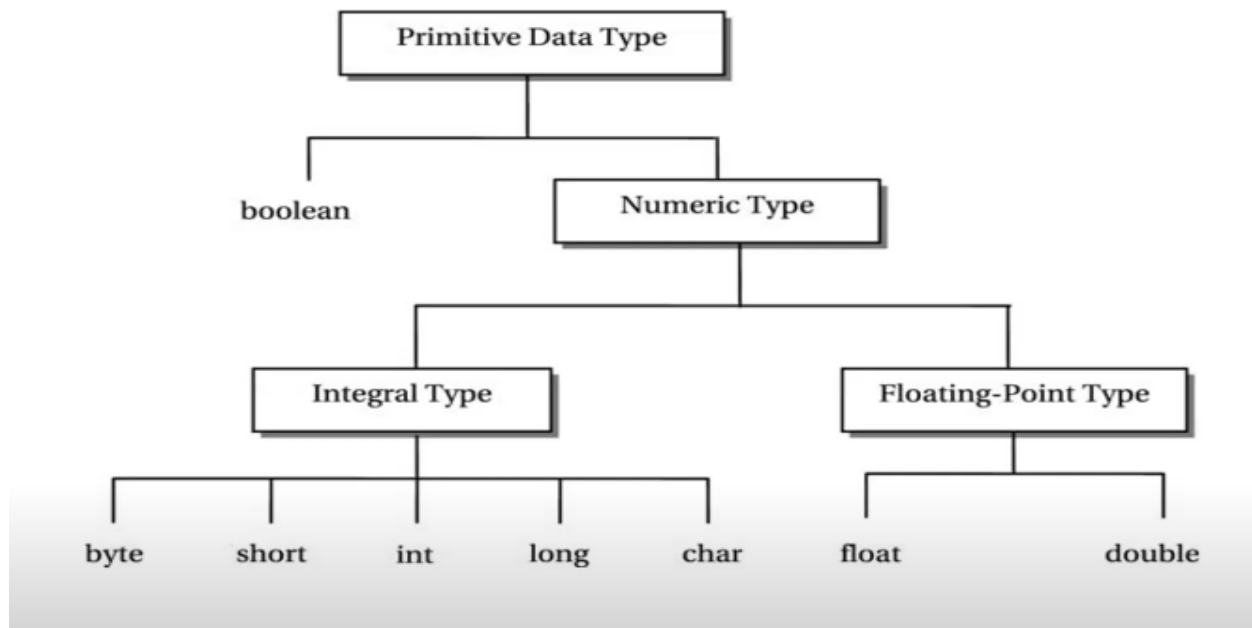 Primitive Data Type
boolean
Numeric Type
Integral Type
Floating-Point Type
byte
short
int
long
char
float
double